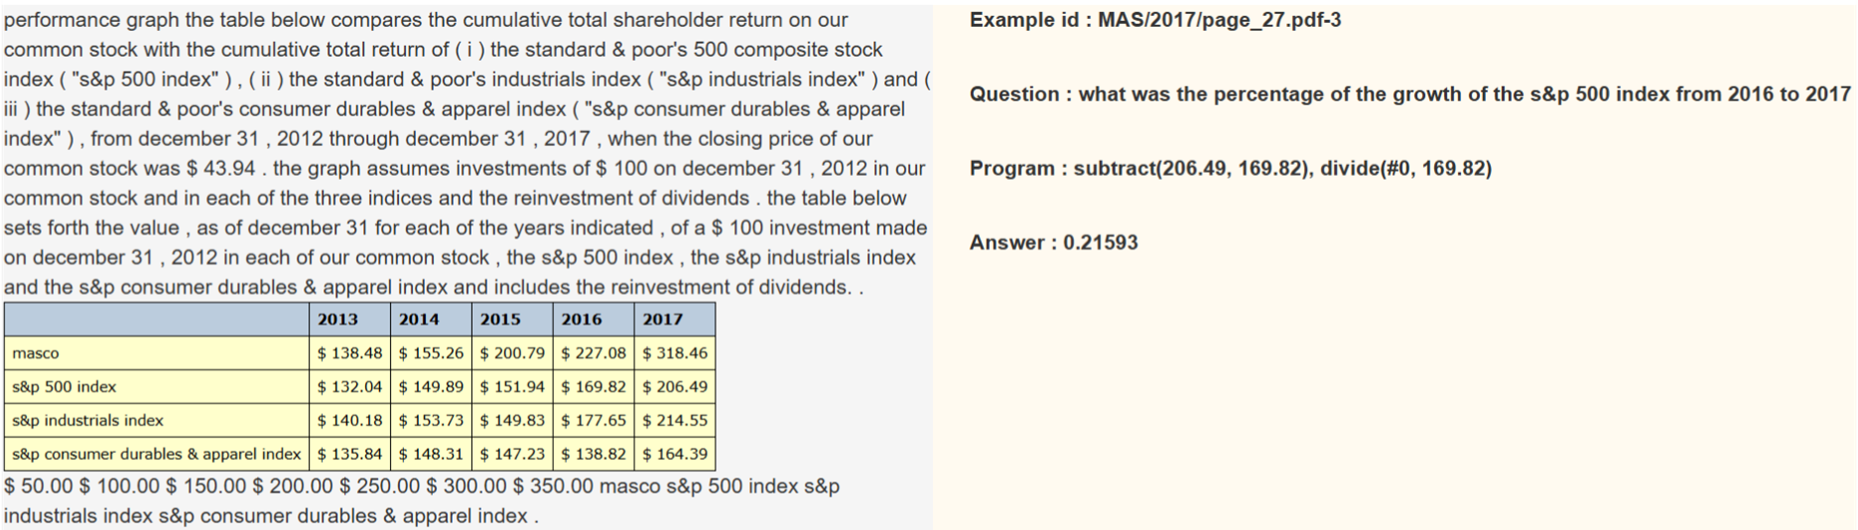 performance graph the table below compares the cumulative total shareholder return on our
common stock with the cumulative total return of ( i ) the standard & poor's 500 composite stock
index ( "s&p 500 index" ) , ( ii ) the standard & poor's industrials index ( "s&p industrials index" ) and (
iii ) the standard & poor's consumer durables & apparel index ( "s&p consumer durables & apparel
index" ) , from december 31 , 2012 through december 31 , 2017 , when the closing price of our
common stock was $ 43.94 . the graph assumes investments of $ 100 on december 31 , 2012 in our
common stock and in each of the three indices and the reinvestment of dividends . the table below
sets forth the value , as of december 31 for each of the years indicated , of a $ 100 investment made
on december 31 , 2012 in each of our common stock , the s&p 500 index , the s&p industrials index
and the s&p consumer durables & apparel index and includes the reinvestment of dividends. .
2013 2014 2015 2016 2017
masco $ 138.48 $ 155.26 $ 200.79 $ 227.08 $ 318.46
s&p 500 index $ 132.04 $ 149.89 $ 151.94 $ 169.82 $ 206.49
s&p industrials index $ 140.18 $ 153.73 $ 149.83 $ 177.65 $ 214.55
s&p consumer durables & apparel index $ 135.84 $ 148.31 $ 147.23 $ 138.82 $ 164.39
$ 50.00 $ 100.00 $ 150.00 $ 200.00 $ 250.00 $ 300.00 $ 350.00 masco s&p 500 index s&p
industrials index s&p consumer durables & apparel index .
Example id : MAS/2017/page_27.pdf-3
Question : what was the percentage of the growth of the s&p 500 index from 2016 to 2017
Program : subtract(206.49, 169.82), divide(#0, 169.82)
Answer : 0.21593